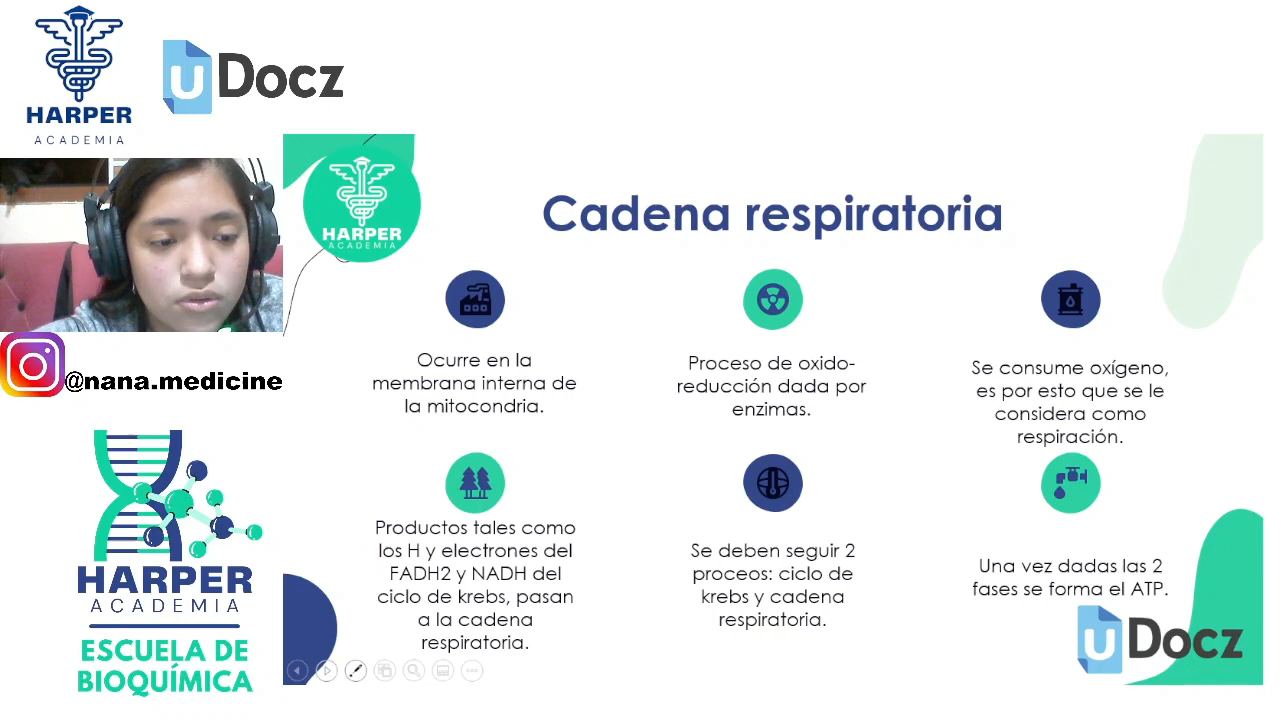 HARPER
ACADEMIA
uDocz
HARPER
ACADEMIA
Cadena respiratoria
Ocurre en la
membrana interna de
la mitocondria.
Proceso de oxido-
reducción dada por
enzimas.
Se consume oxígeno,
es por esto que se le
considera como
respiración.
Productos tales como
los H y electrones del
FADH2 y NADH del
ciclo de krebs, pasan
a la cadena
respiratoria.
Se deben seguir 2
proceos: ciclo de
krebs y cadena
respiratoria.
Una vez dadas las 2
fases se forma el ATP.
uDocz
@nana.medicine
HARPER
ACADEMIA
ESCUELA DE
BIOQUÍMICA